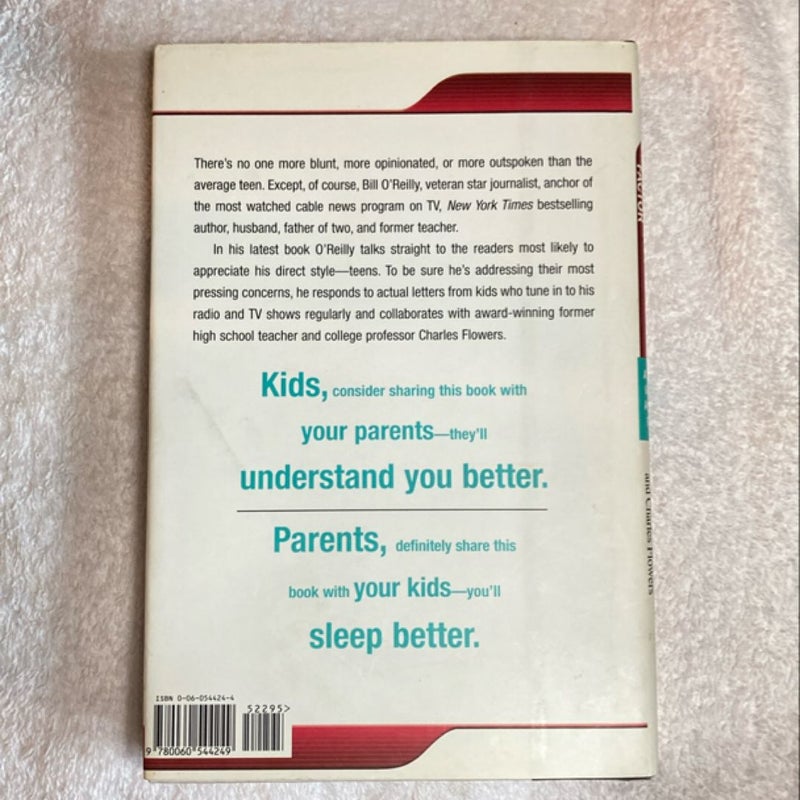 There's no one more blunt, more opinionated, or more outspoken than the
average teen. Except, of course, Bill O'Reilly, veteran star journalist, anchor of
the most watched cable news program on TV, New York Times bestselling
author, husband, father of two, and former teacher.
In his latest book O'Reilly talks straight to the readers most likely to
appreciate his direct style—teens. To be sure he's addressing their most
pressing concerns, he responds to actual letters from kids who tune in to his
radio and TV shows regularly and collaborates with award-winning former
high school teacher and college professor Charles Flowers.
Kids, consider sharing this book with
your parents—they'll
understand you better.
Parents, definitely share this
book with your kids—you'll
sleep better.
ISBN 0-06-054424-4
52295>
9 780060 544249
FACTOR
and Charles Flowers